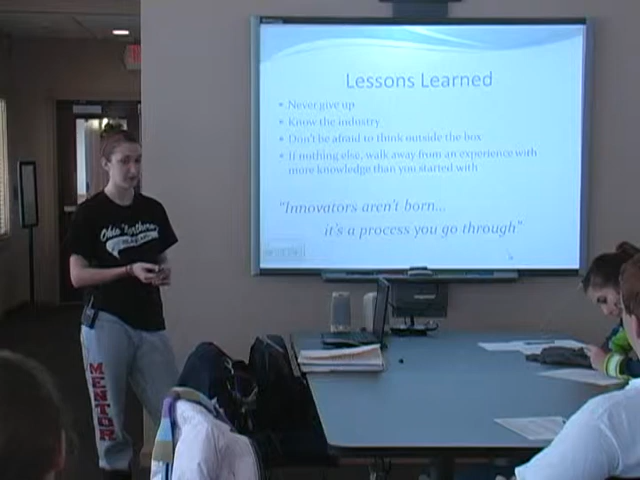 Lessons Learned
Never give up
Know the industry
Don't be afraid to think outside the box
If nothing else, walk away from an experience with
more knowledge than you started with
"Innovators aren't born...
it's a process you go through"
Ohio Northern
MENTOR